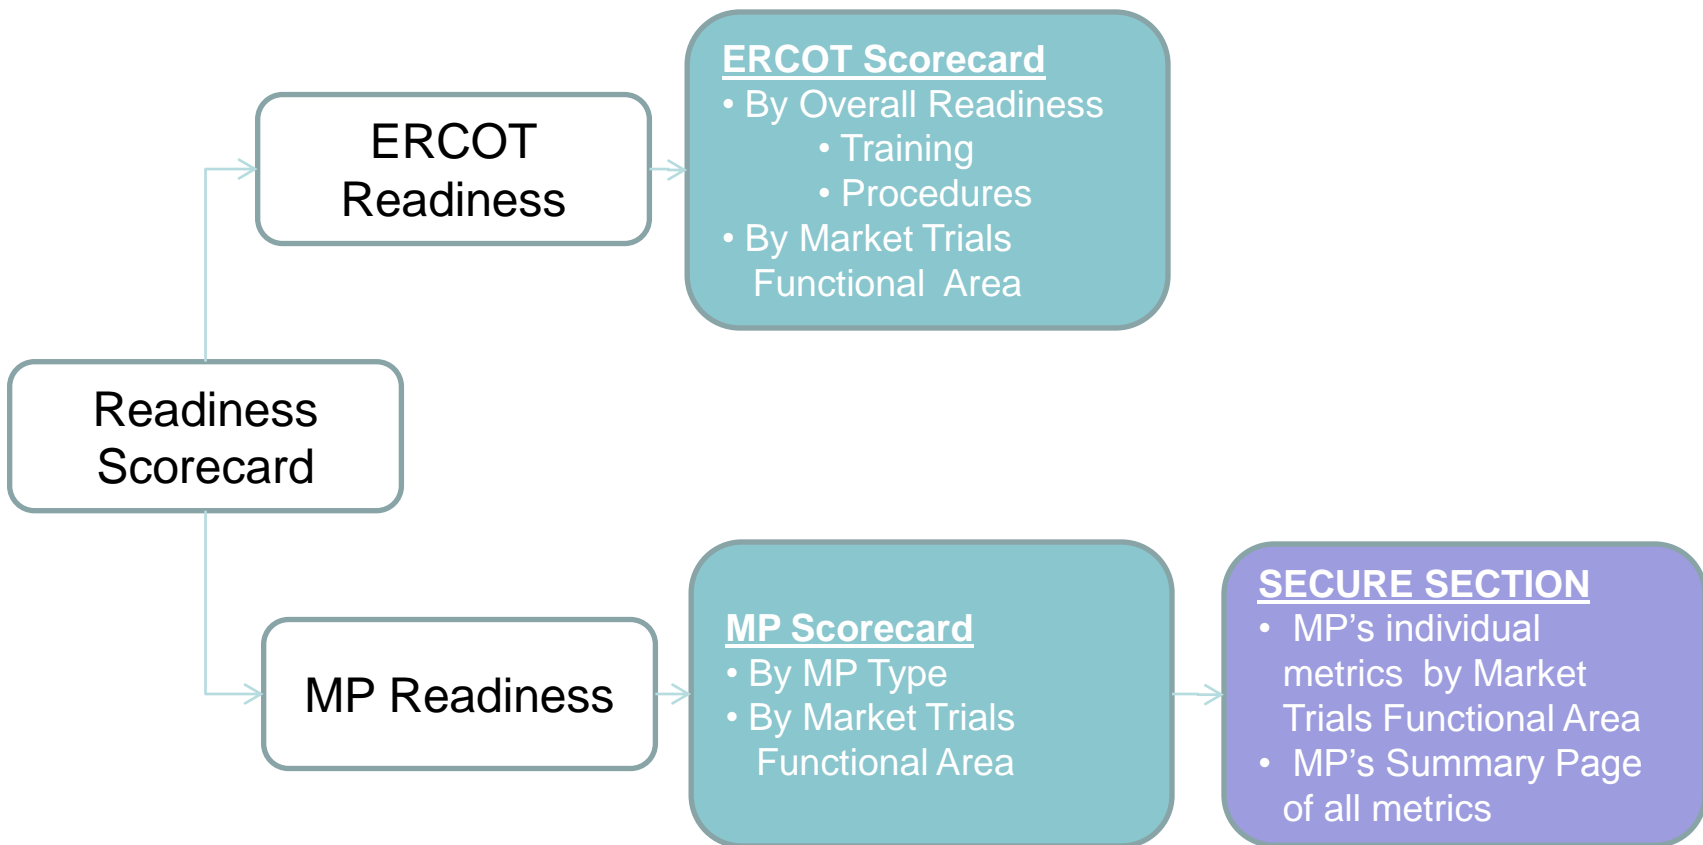 ERCOT
Readiness
ERCOT Scorecard
• By Overall Readiness
• Training
• Procedures
• By Market Trials
Functional Area
Readiness
Scorecard
MP Readiness
MP Scorecard
• By MP Type
• By Market Trials
Functional Area
SECURE SECTION
• MP’s individual
metrics by Market
Trials Functional Area
• MP’s Summary Page
of all metrics